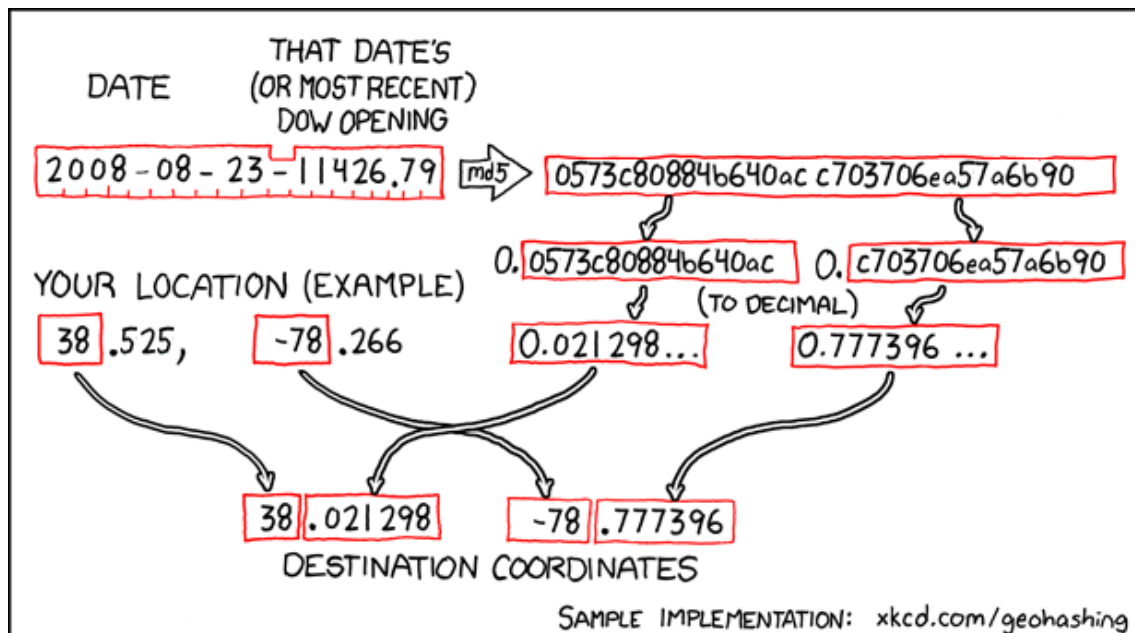 DATE
THAT DATE'S
(OR MOST RECENT)
DOW OPENING
2008-08-23-11426.79
md5
0573c80884b640ac c703706ea57a6b90
0.0573c80884b640ac
0.c703706ea57a6b90
YOUR LOCATION (EXAMPLE)
(TO DECIMAL)
38.525, -78.266
0.021298...
0.777396 ...
38.021298
-78.777396
DESTINATION COORDINATES
SAMPLE IMPLEMENTATION: xkcd.com/geohashing